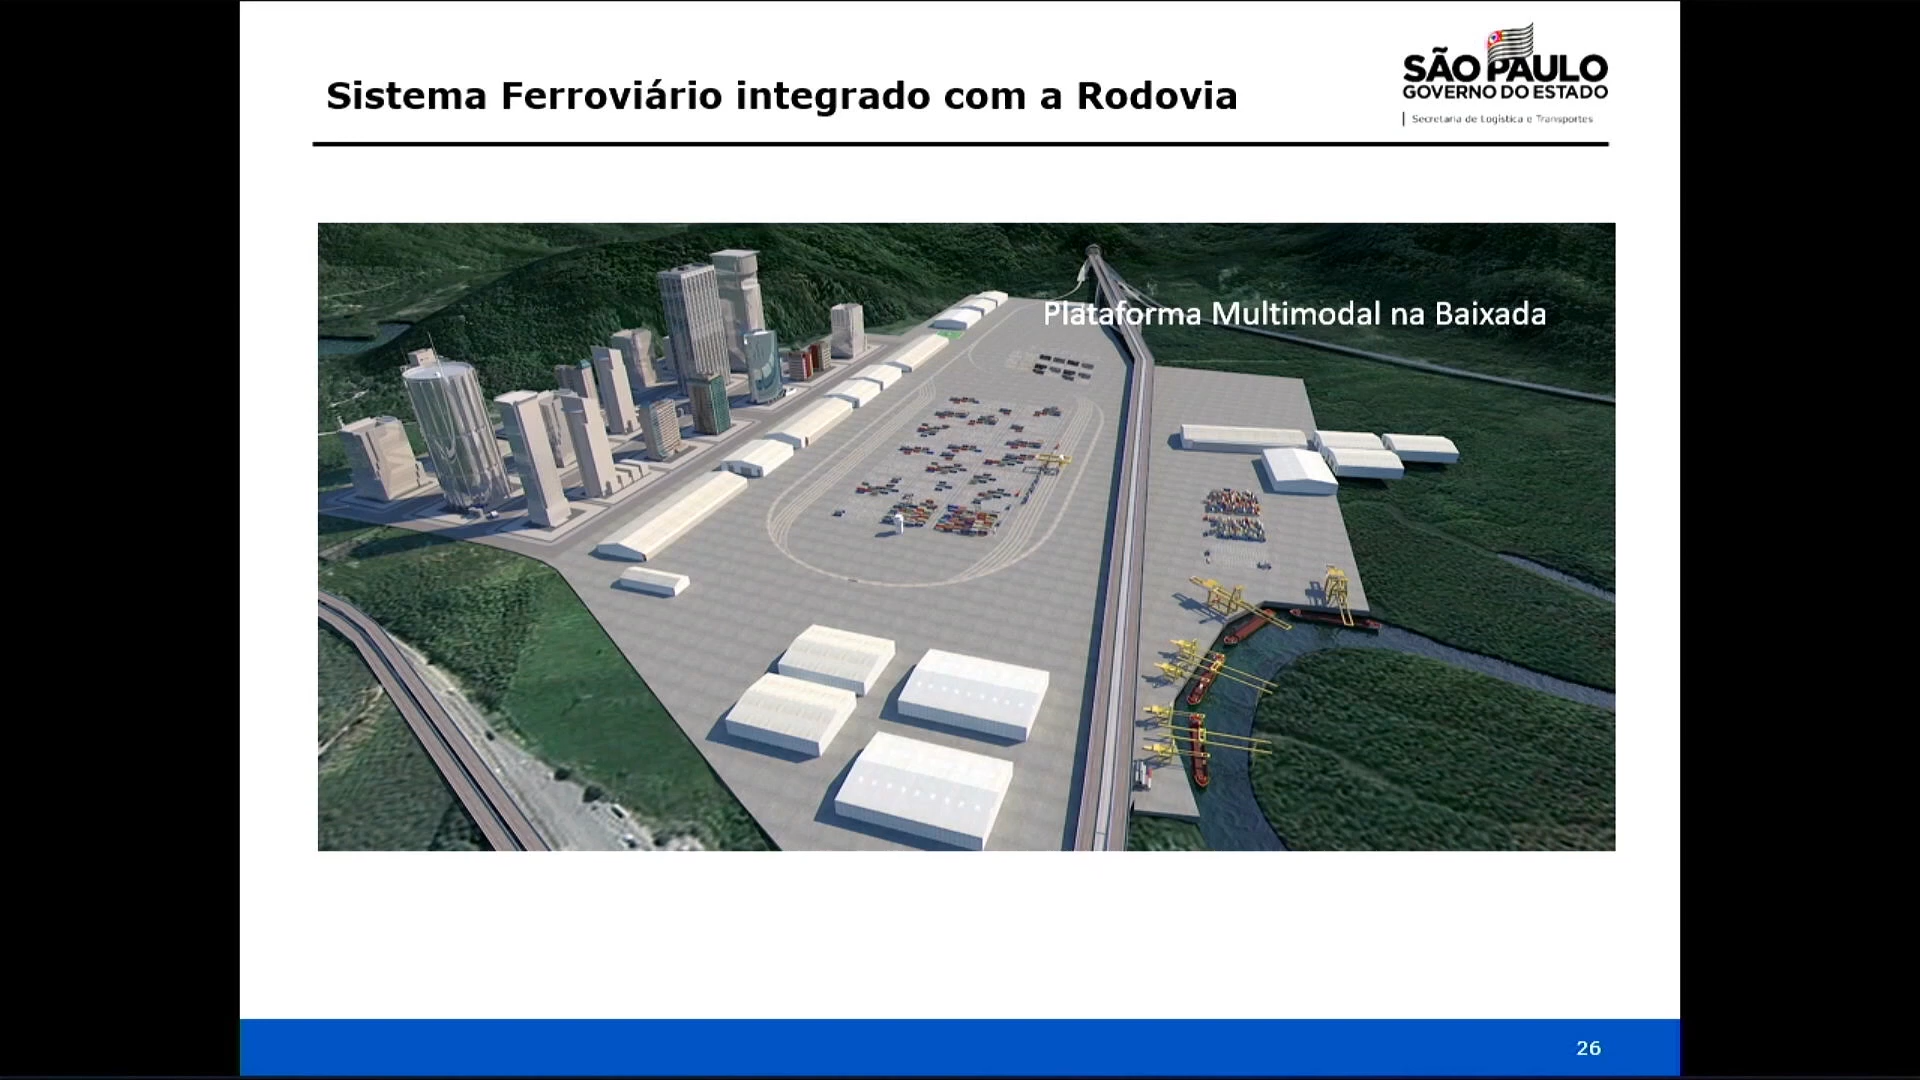 Sistema Ferroviário integrado com a Rodovia
SÃO PAULO
GOVERNO DO ESTADO
Secretaria de Logística e Transportes
Plataforma Multimodal na Baixada
26